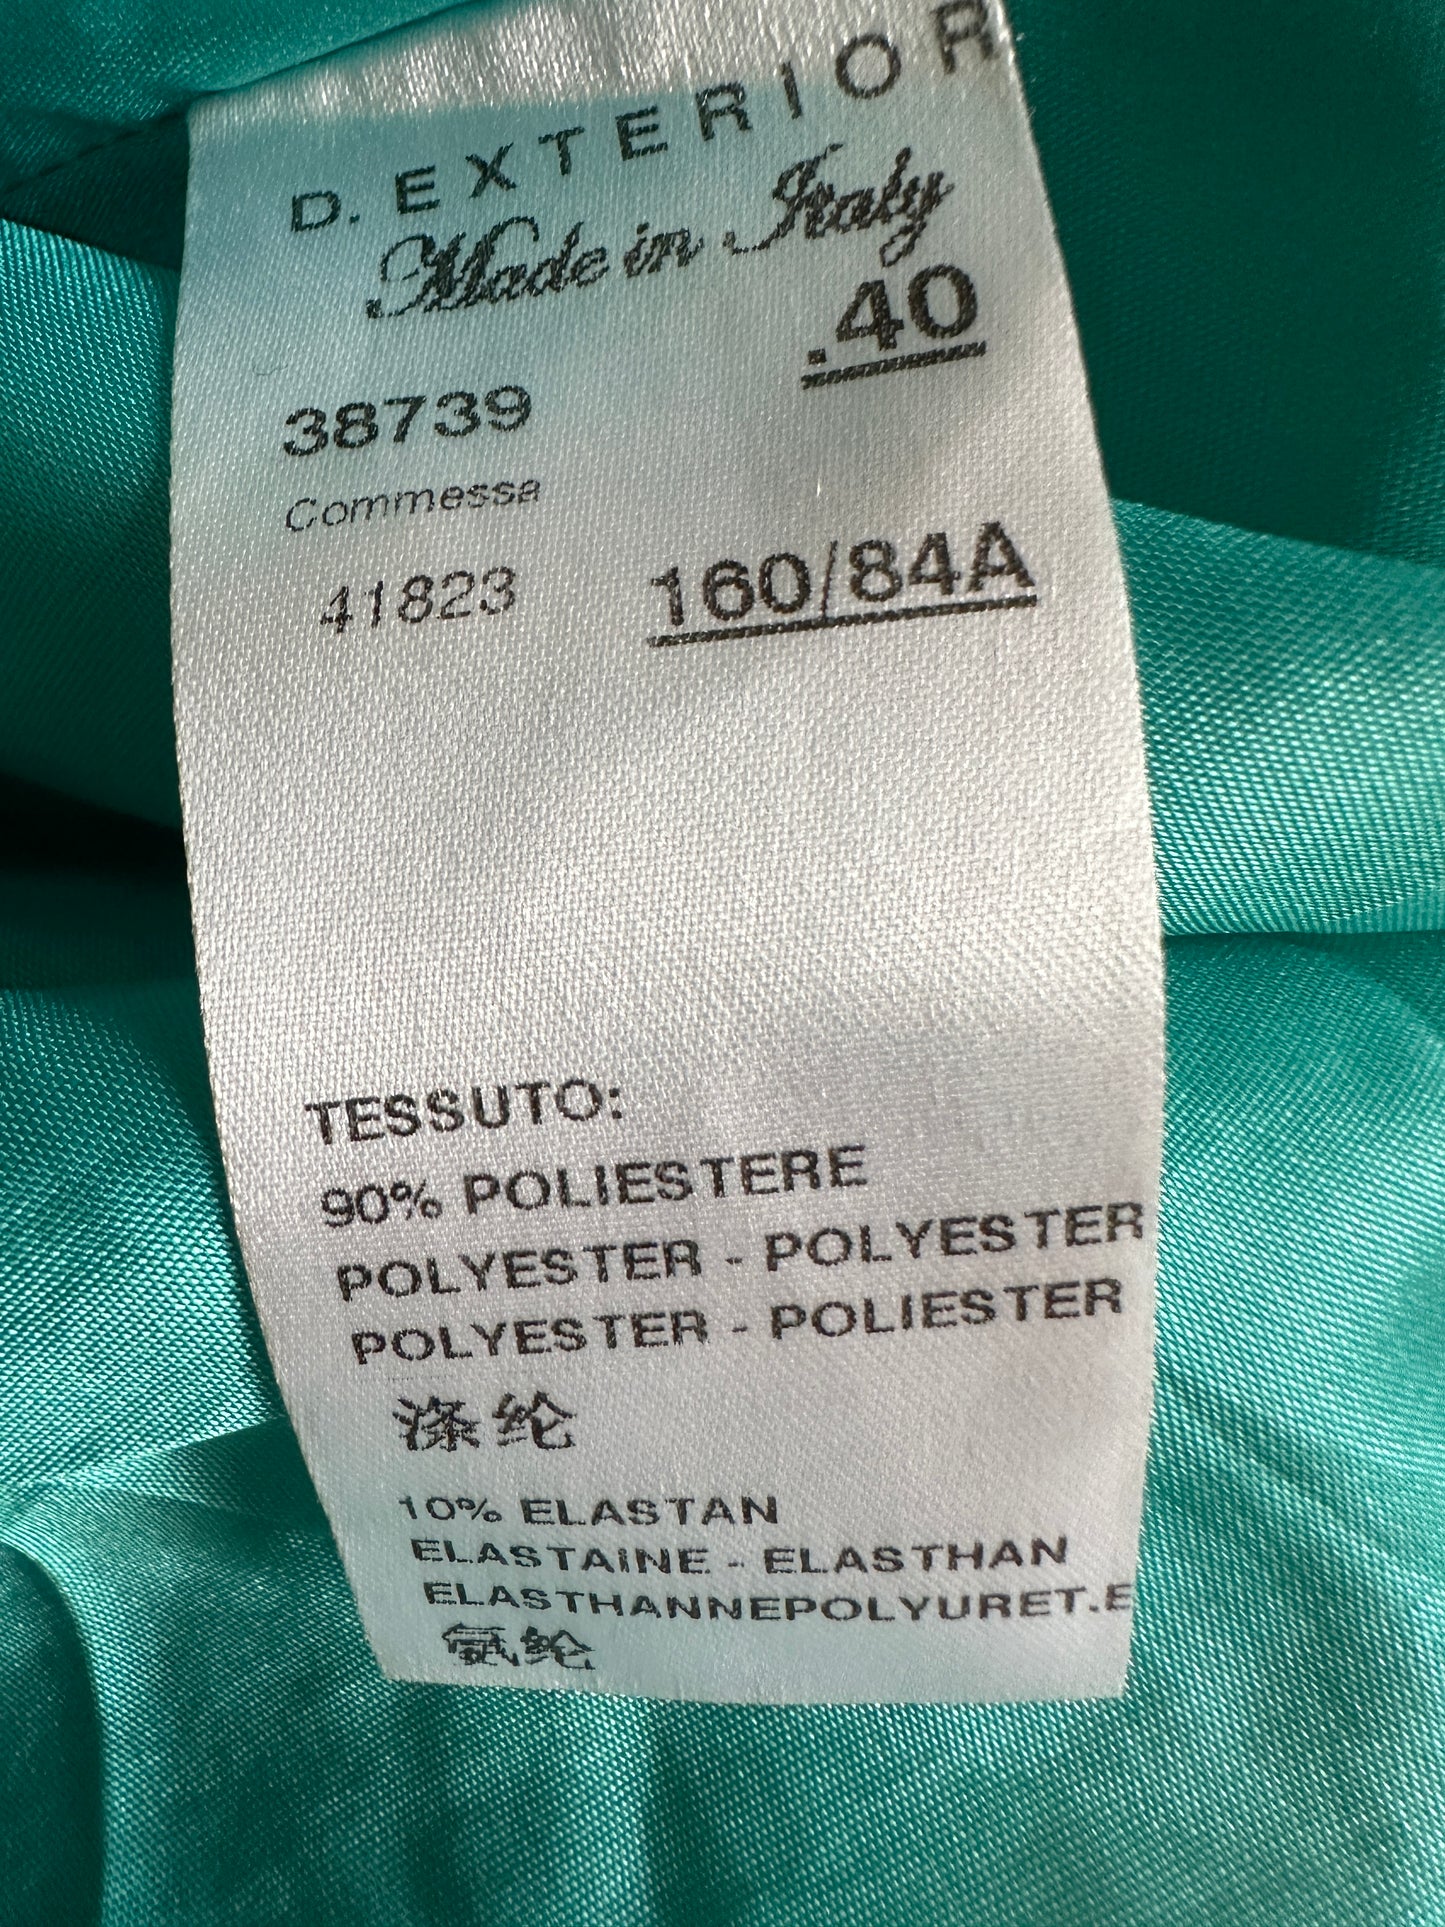 D. EXTERIOR
Made in Italy
.40
38739
Commessa
41823 160/84A
TESSUTO:
90% POLIESTERE
POLYESTER - POLYESTER
POLYESTER - POLIESTER
涤纶
10% ELASTAN
ELASTAINE - ELASTHAN
ELASTHANNEPOLYURET.E
氨纶